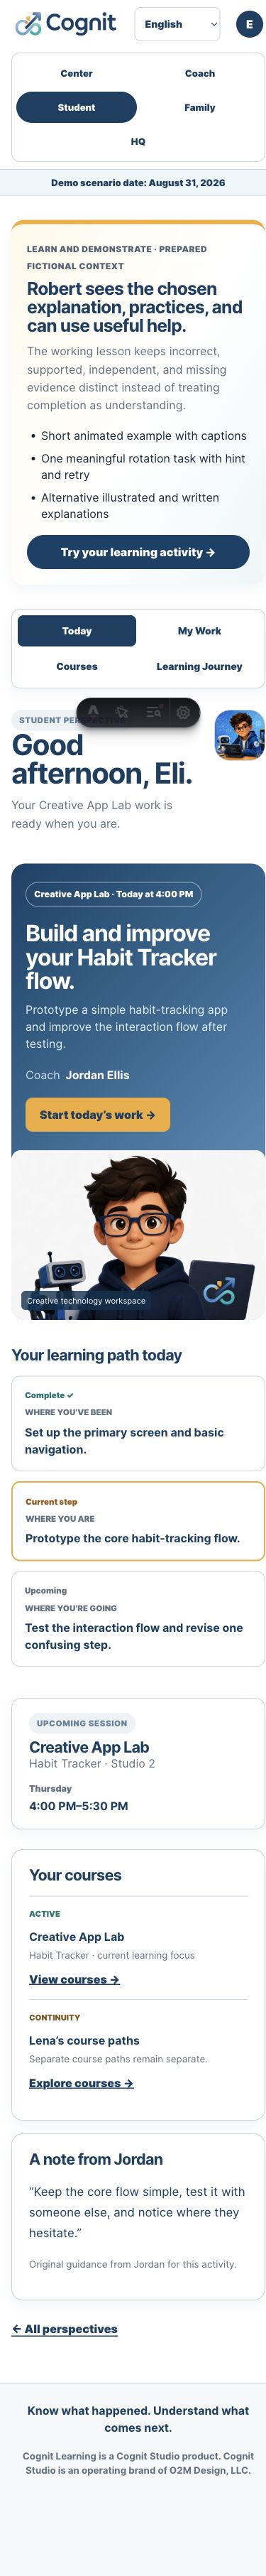 Cognit
English
E
Center
Coach
Student
Family
HQ
Demo scenario date: August 31, 2026
LEARN AND DEMONSTRATE · PREPARED
FICTIONAL CONTEXT
Robert sees the chosen
explanation, practices, and
can use useful help.
The working lesson keeps incorrect,
supported, independent, and missing
evidence distinct instead of treating
completion as understanding.
• Short animated example with captions
• One meaningful rotation task with hint
and retry
• Alternative illustrated and written
explanations
Try your learning activity →
Today
My Work
Courses
Learning Journey
STUDENT
Good
afternoon, Eli.
Your Creative App Lab work is
ready when you are.
Creative App Lab · Today at 4:00 PM
Build and improve
your Habit Tracker
flow.
Prototype a simple habit-tracking app
and improve the interaction flow after
testing.
Coach Jordan Ellis
Start today’s work →
Creative technology workspace
Your learning path today
Complete ✓
WHERE YOU’VE BEEN
Set up the primary screen and basic
navigation.
Current step
WHERE YOU ARE
Prototype the core habit-tracking flow.
Upcoming
WHERE YOU’RE GOING
Test the interaction flow and revise one
confusing step.
UPCOMING SESSION
Creative App Lab
Habit Tracker · Studio 2
Thursday
4:00 PM–5:30 PM
Your courses
ACTIVE
Creative App Lab
Habit Tracker · current learning focus
View courses →
CONTINUITY
Lena’s course paths
Separate course paths remain separate.
Explore courses →
A note from Jordan
“Keep the core flow simple, test it with
someone else, and notice where they
hesitate.”
Original guidance from Jordan for this activity.
← All perspectives
Know what happened. Understand what
comes next.
Cognit Learning is a Cognit Studio product. Cognit
Studio is an operating brand of O2M Design, LLC.